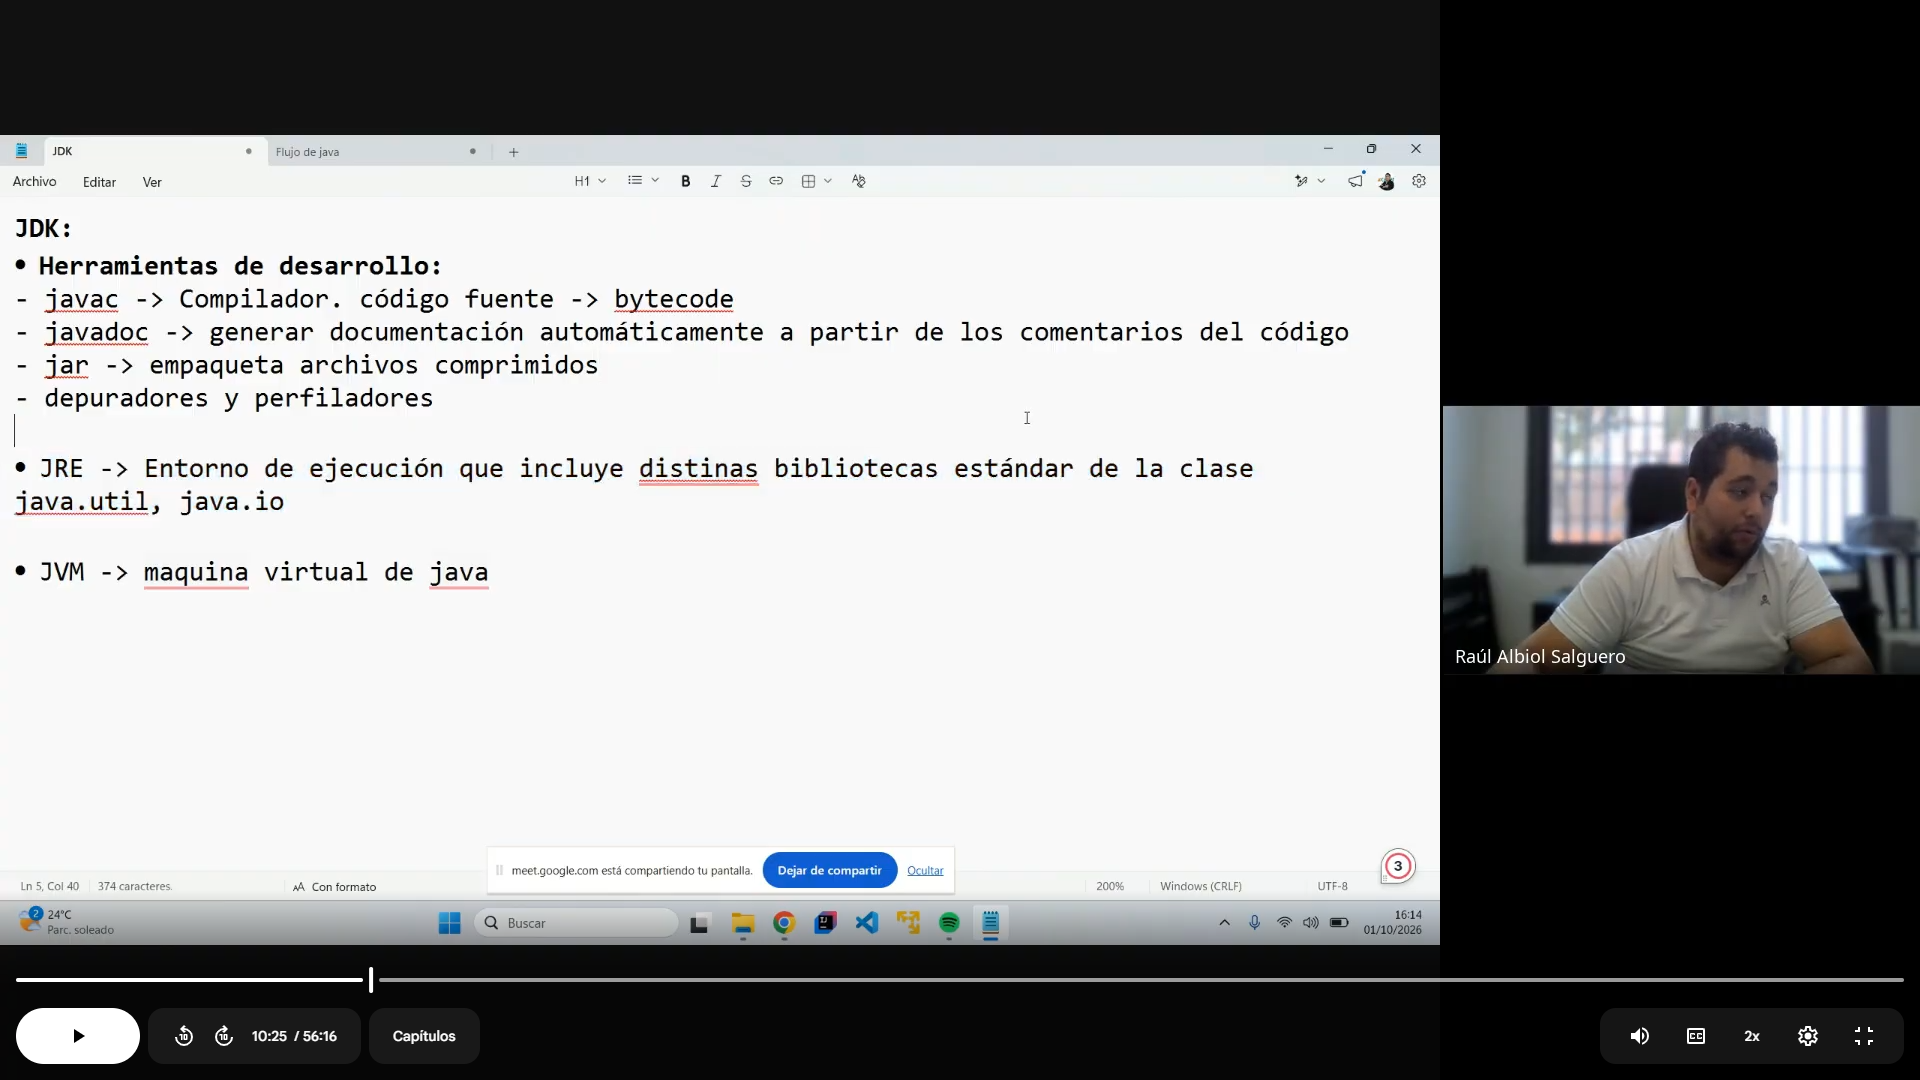 JDK
Flujo de java
Archivo Editar Ver
H1
JDK:
• Herramientas de desarrollo:
- javac -> Compilador. código fuente -> bytecode
- javadoc -> generar documentación automáticamente a partir de los comentarios del código
- jar -> empaqueta archivos comprimidos
- depuradores y perfiladores
• JRE -> Entorno de ejecución que incluye distinas bibliotecas estándar de la clase
java.util, java.io
• JVM -> maquina virtual de java
Raúl Albiol Salguero
meet.google.com está compartiendo tu pantalla. Dejar de compartir Ocultar
3
Ln 5, Col 40 374 caracteres. Con formato 200% Windows (CRLF) UTF-8
2
24°C
Parc. soleado
Buscar
16:14
01/10/2026
10 10 10:25 / 56:16 Capítulos
CC 2x